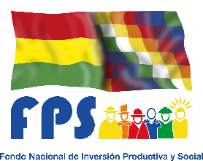 FPS
Fondo Nacional de Inversión Productiva y Social